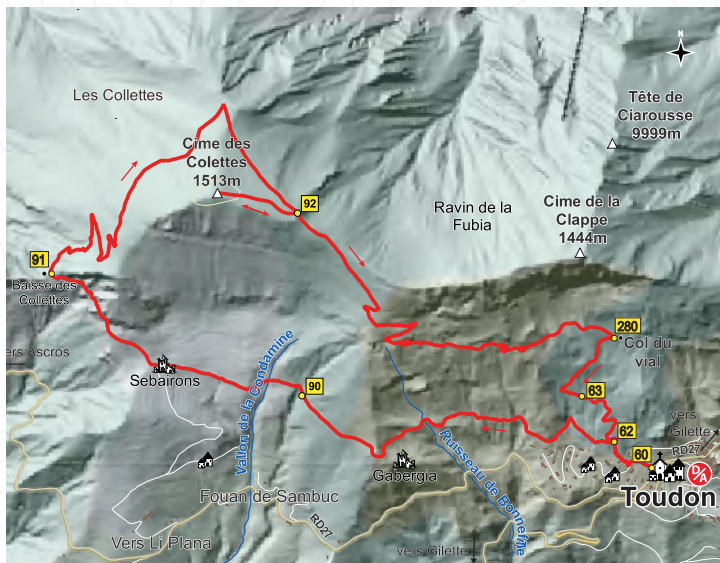 N
Les Collettes
Tête de
Ciarousse
9999m
Cime des
Colettes
1513m
92
Ravin de la
Fubia
Cime de la
Clappe
1444m
91
Baisse des
Collettes
280
Col du
vial
ers Ascros
Sebairons
Vallon de la Condamine
90
63
vers
Gilette
62
RD27
60
D/A
Toudon
Gabergia
Ruisseau de Bonnefille
Fouan de Sambuc
RD27
Vers Li Plana
vers Gilette